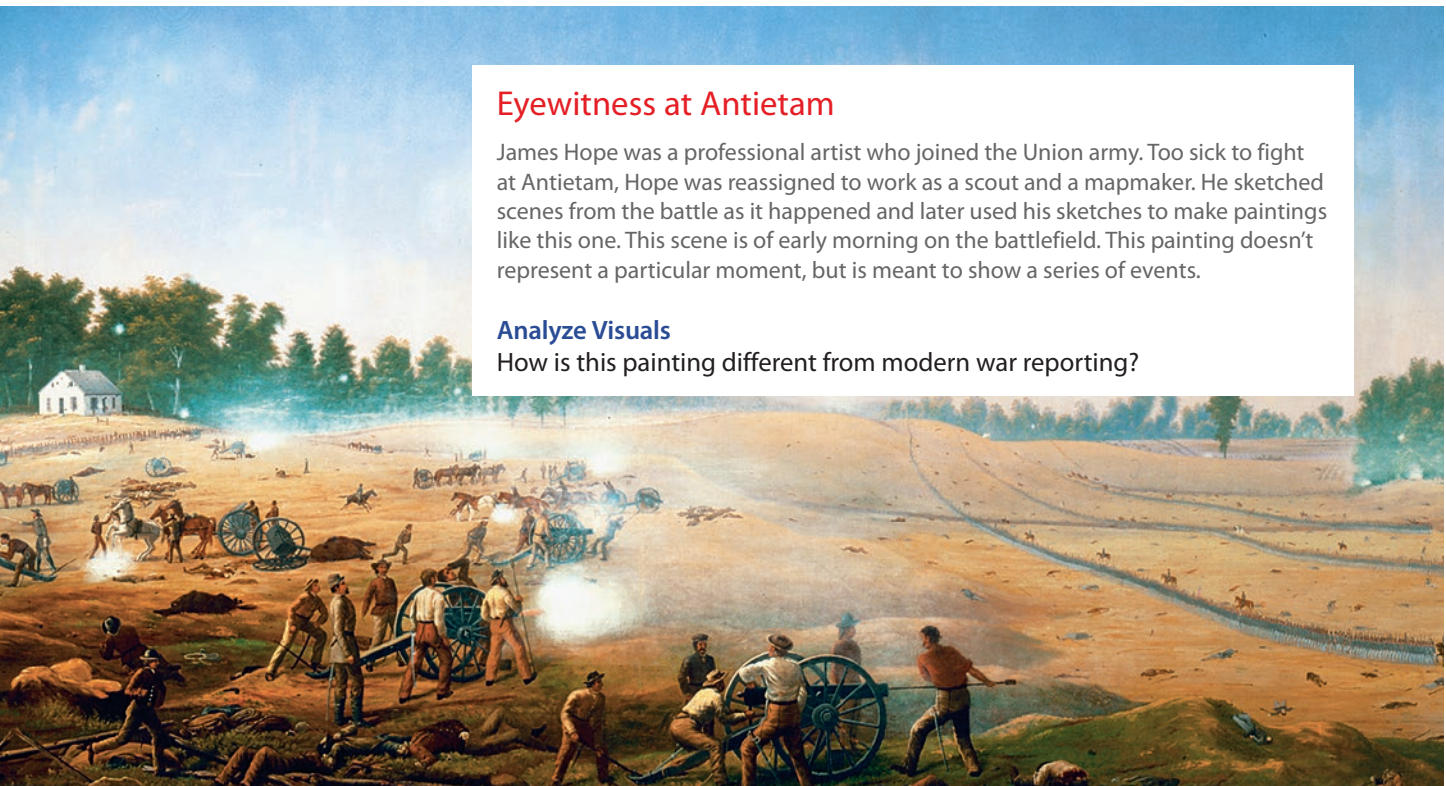 Eyewitness at Antietam
James Hope was a professional artist who joined the Union army. Too sick to fight
at Antietam, Hope was reassigned to work as a scout and a mapmaker. He sketched
scenes from the battle as it happened and later used his sketches to make paintings
like this one. This scene is of early morning on the battlefield. This painting doesn’t
represent a particular moment, but is meant to show a series of events.
Analyze Visuals
How is this painting different from modern war reporting?